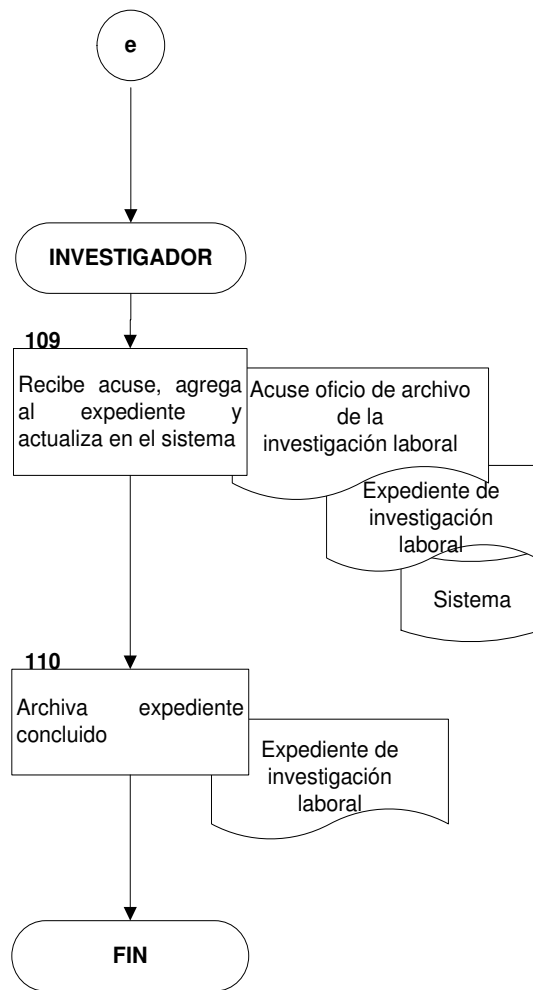 e
INVESTIGADOR
109
Recibe acuse, agrega
al expediente y
actualiza en el sistema
Acuse oficio de archivo
de la
investigación laboral
Expediente de
investigación
laboral
Sistema
110
Archiva expediente
concluido
Expediente de
investigación
laboral
FIN